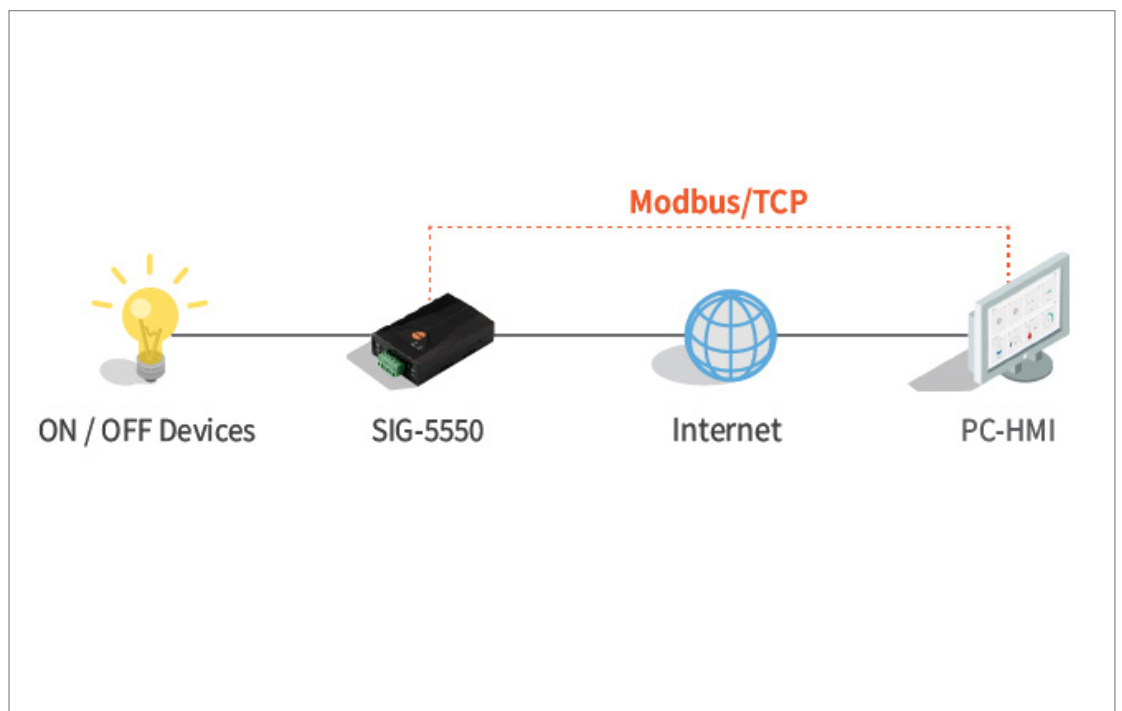 Modbus/TCP
ON / OFF Devices
SIG-5550
Internet
PC-HMI